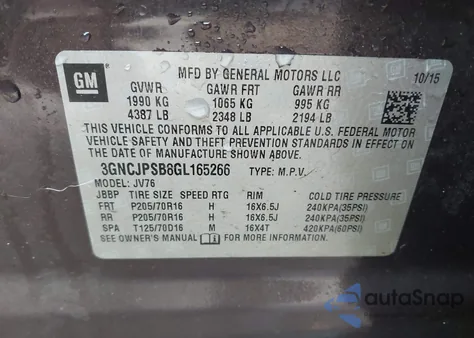 GM
MFD BY GENERAL MOTORS LLC 10/15
GVWR GAWR FRT GAWR RR
1990 KG 1065 KG 995 KG
4387 LB 2348 LB 2194 LB
THIS VEHICLE CONFORMS TO ALL APPLICABLE U.S. FEDERAL MOTOR
VEHICLE SAFETY AND THEFT PREVENTION STANDARDS IN EFFECT ON
THE DATE OF MANUFACTURE SHOWN ABOVE.
3GNCJPSB8GL165266 TYPE: M.P.V.
MODEL: JV76
JBBP TIRE SIZE SPEED RTG RIM COLD TIRE PRESSURE
FRT P205/70R16 H 16X6.5J 240KPA(35PSI)
RR P205/70R16 H 16X6.5J 240KPA(35PSI)
SPA T125/70D16 M 16X4T 420KPA(60PSI)
SEE OWNER'S MANUAL FOR MORE INFORMATION.
autoSnap